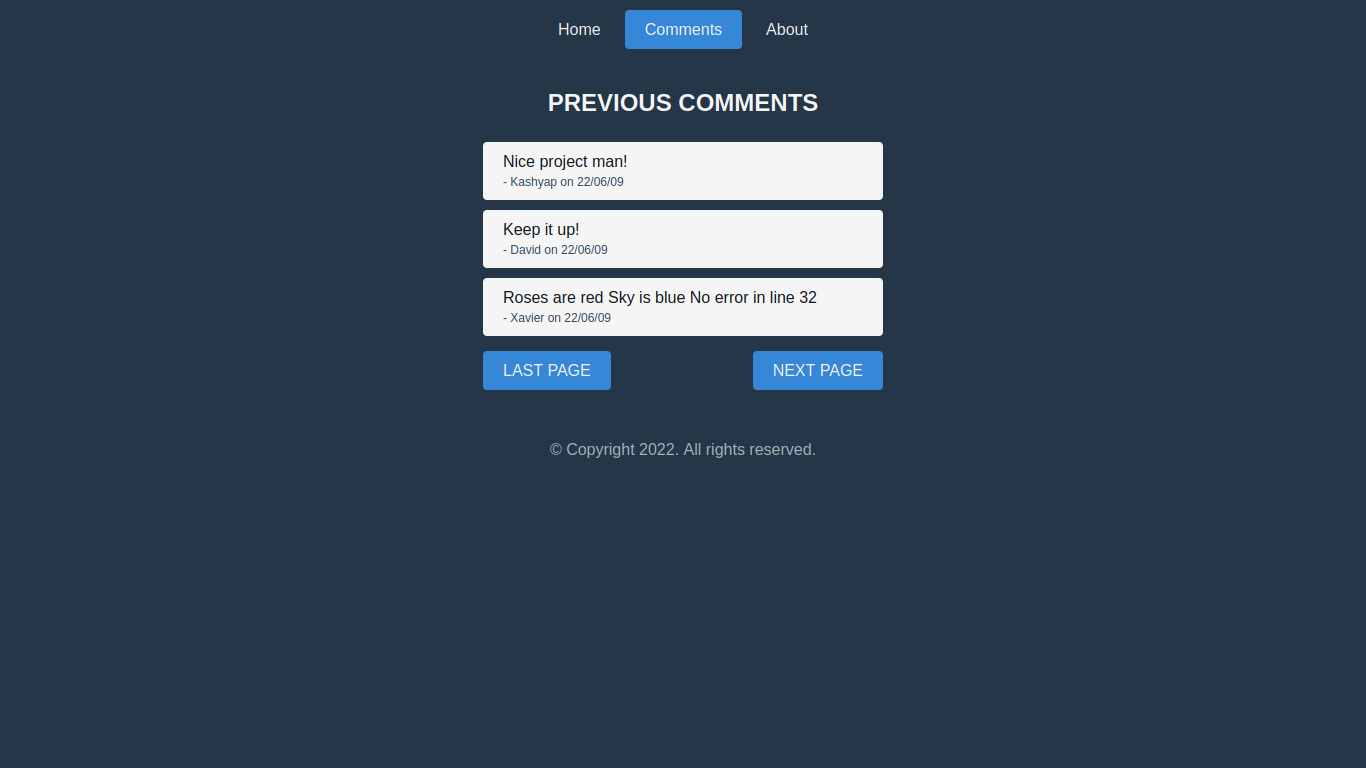 Home Comments About
PREVIOUS COMMENTS
Nice project man!
- Kashyap on 22/06/09
Keep it up!
- David on 22/06/09
Roses are red Sky is blue No error in line 32
- Xavier on 22/06/09
LAST PAGE NEXT PAGE
© Copyright 2022. All rights reserved.